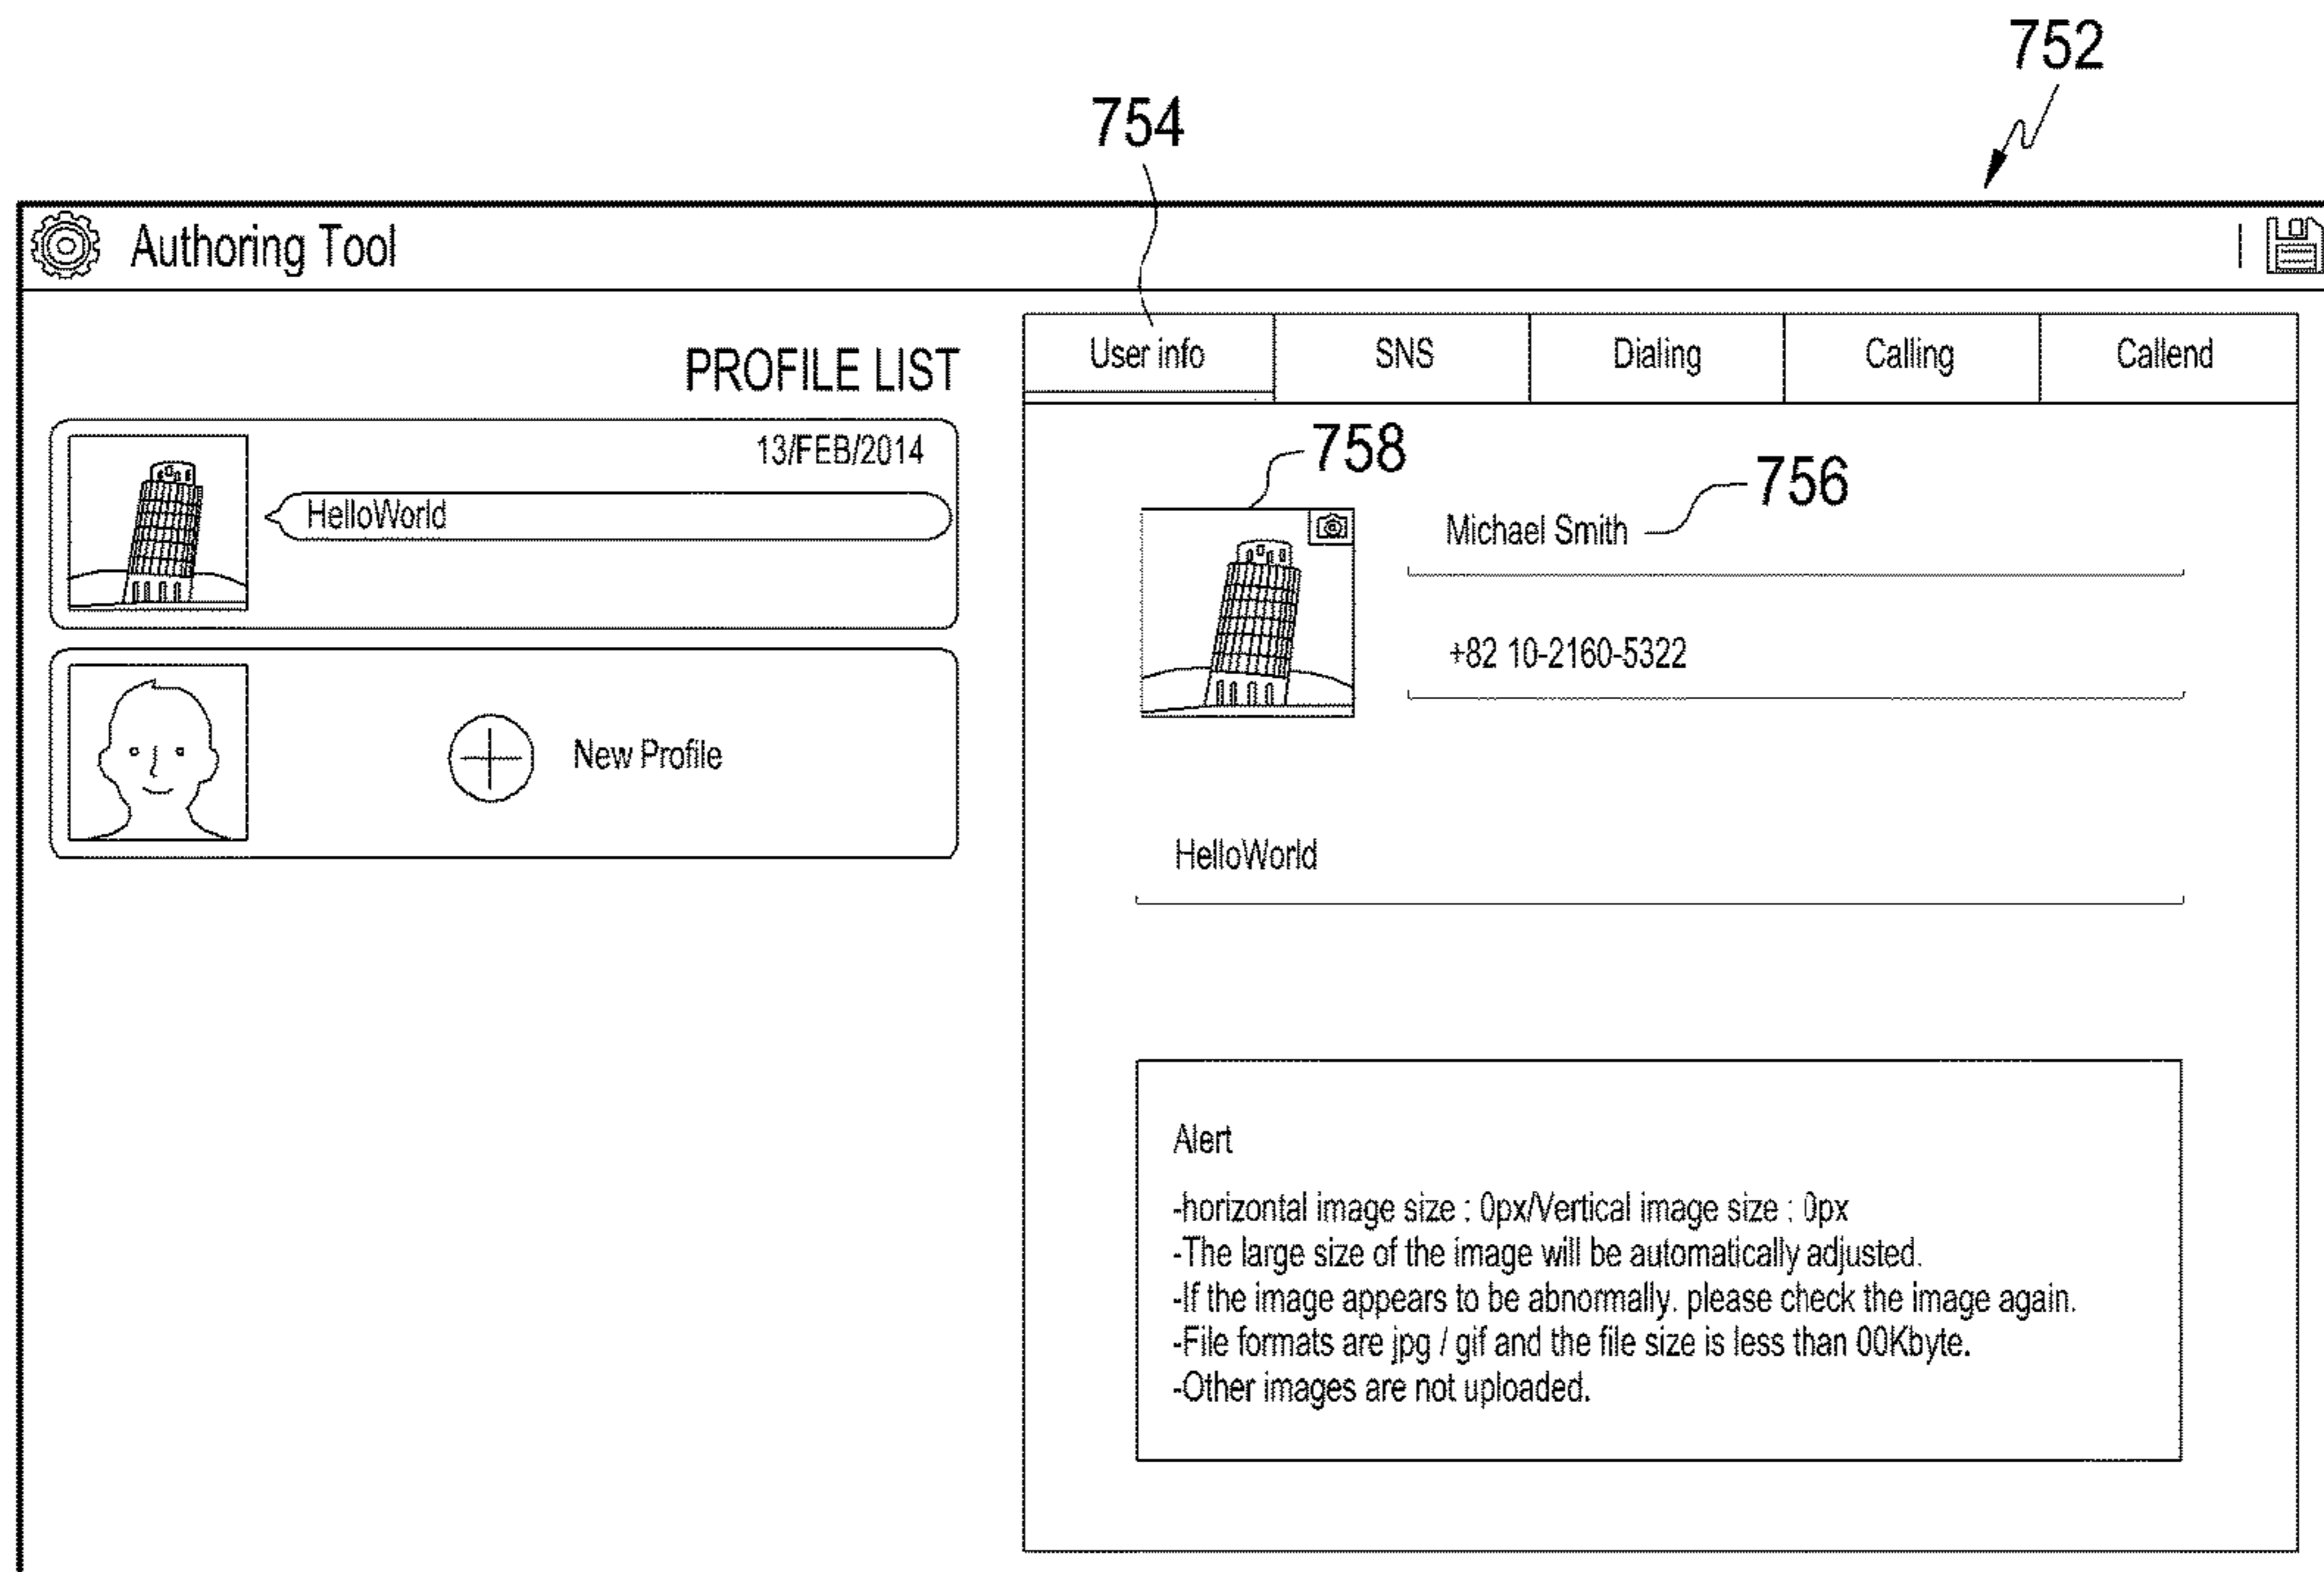 752
754
Authoring Tool
PROFILE LIST
13/FEB/2014
HelloWorld
New Profile
User info
SNS
Dialing
Calling
Callend
758
756
Michael Smith
+82 10-2160-5322
HelloWorld
Alert
-horizontal image size : 0px/Vertical image size : 0px
-The large size of the image will be automatically adjusted.
-If the image appears to be abnormally. please check the image again.
-File formats are jpg / gif and the file size is less than 00Kbyte.
-Other images are not uploaded.